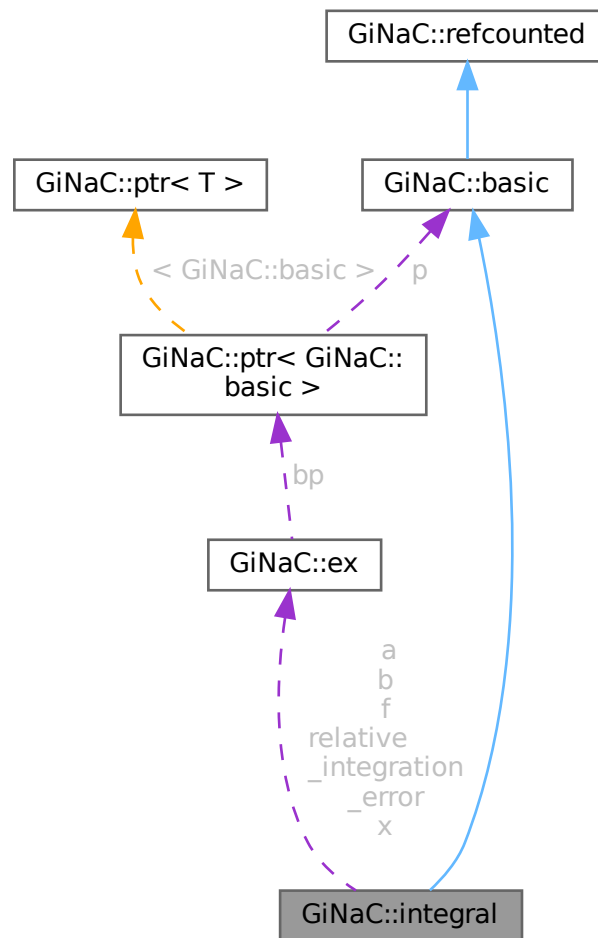 GiNaC::refcounted
GiNaC::ptr< T >
GiNaC::basic
< GiNaC::basic >
p
GiNaC::ptr< GiNaC::
basic >
bp
GiNaC::ex
a
b
f
relative
_integration
_error
x
GiNaC::integral